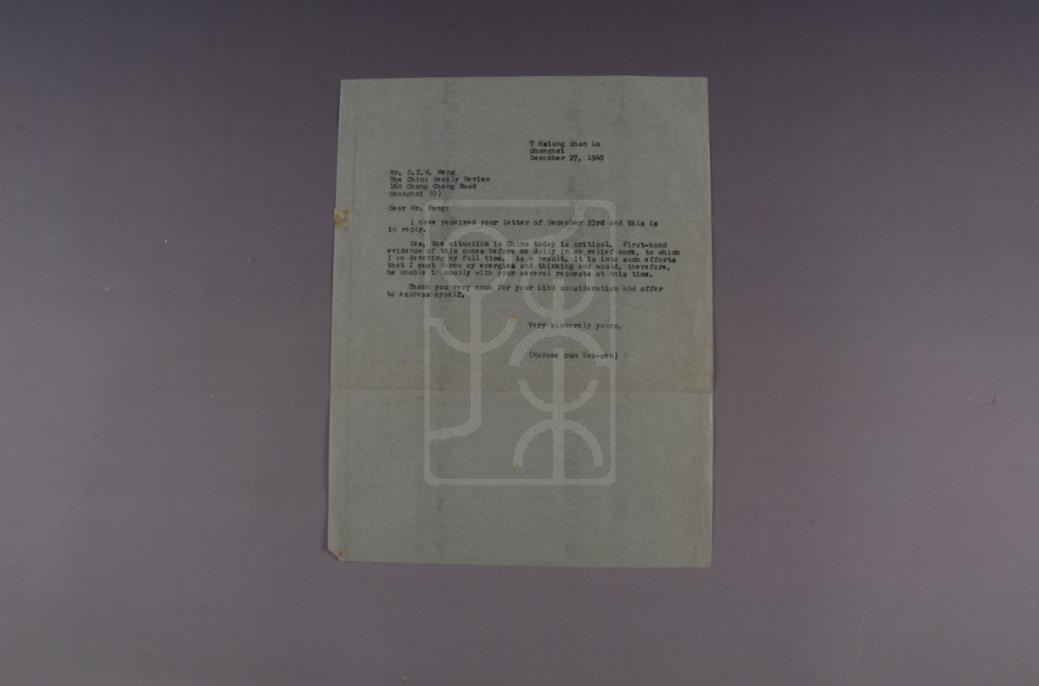 7 Hsiang Shan Lu
Shanghai
December 27, 1948
Mr. C.Y.W. Meng
The China Weekly Review
160 Chung Cheng Road
Shanghai (0)
Dear Mr. Meng:
I have received your letter of December 23rd and this is
in reply.
Yes, the situation in China today is critical. First-hand
evidence of this comes before me daily in my relief work, to which
I am devoting my full time. As a result, it is into such efforts
that I must throw my energies and thinking and would, therefore,
be unable to comply with your several requests at this time.
Thank you very much for your kind consideration and offer
to express myself.
Very sincerely yours,
(Madame Sun Yat-sen)